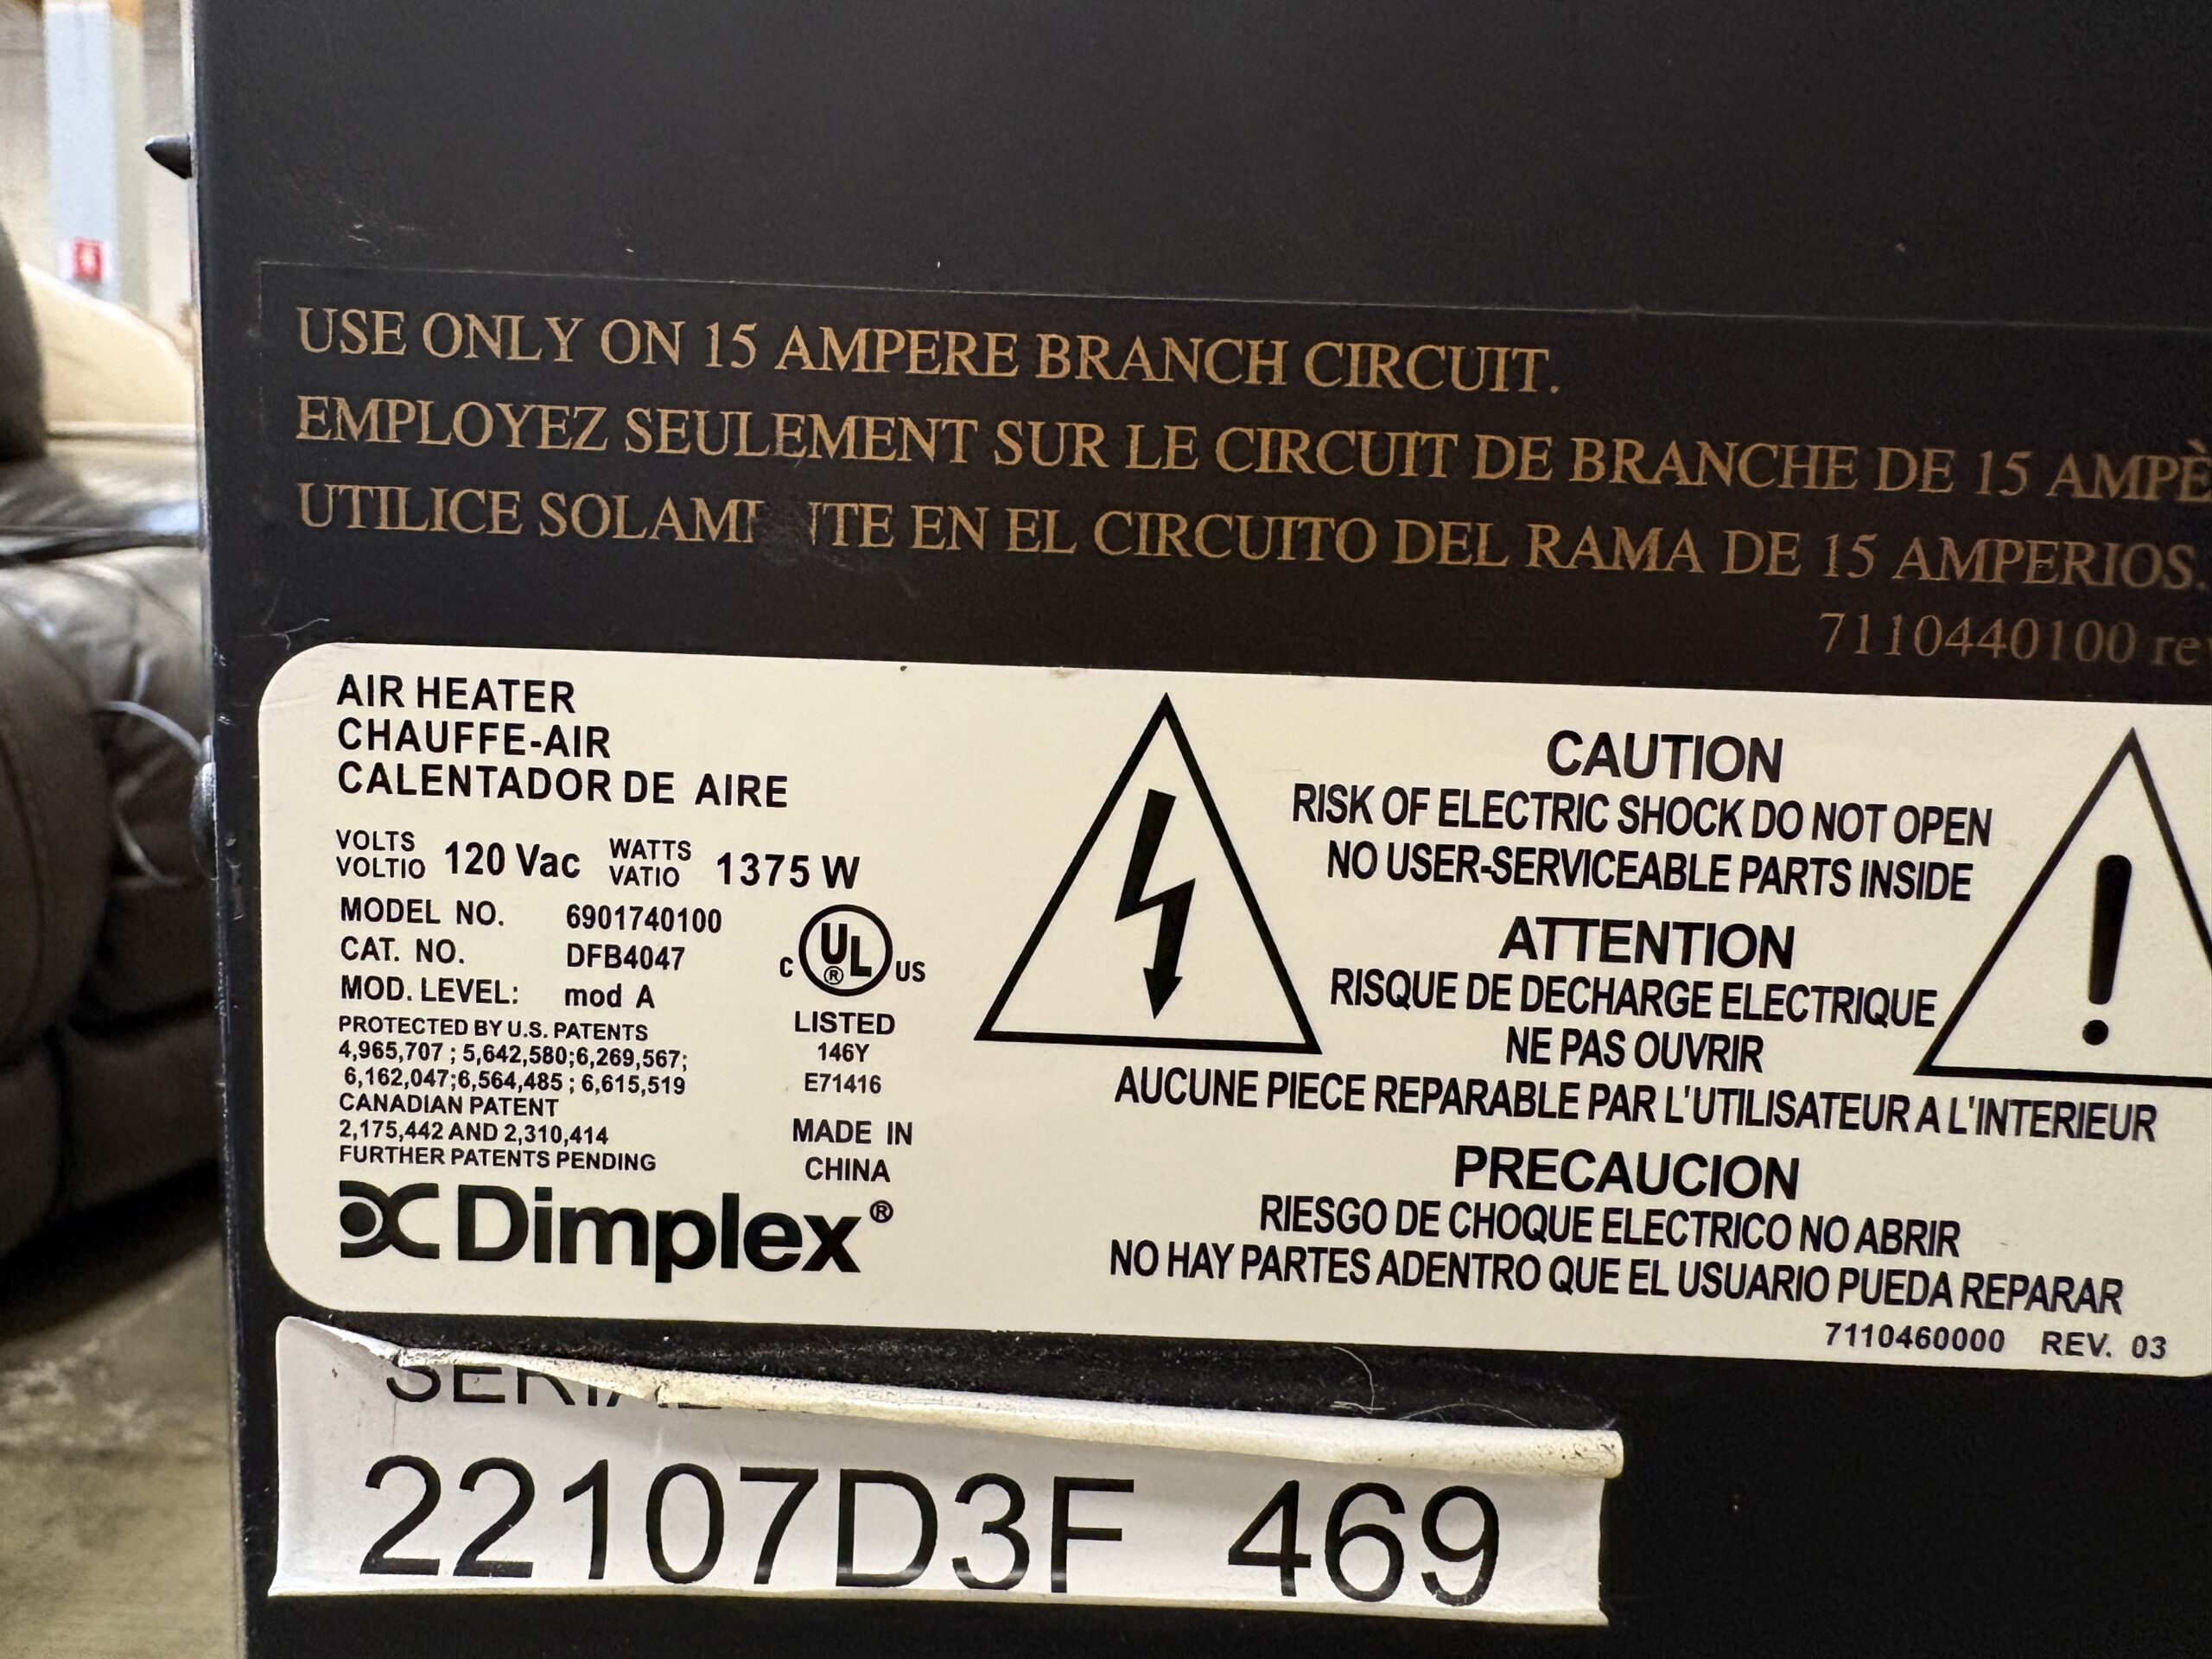 USE ONLY ON 15 AMPERE BRANCH CIRCUIT.
EMPLOYEZ SEULEMENT SUR LE CIRCUIT DE BRANCHE DE 15
UTILICE EN EL CIRCUITO DEL RAMA DE 15 AMPERIOS.
7110440100
AIR HEATER
CHAUFFE-AIR
CALENTADOR DE AIRE
VOLTS
VOLTIO
120 Vac
WATTS
VATIO
1375 W
MODEL NO. 6901740100
CAT. NO. DFB4047
MOD. LEVEL: mod A
PROTECTED BY U.S. PATENTS
4,965,707 ; 5,642,580;6,269,567;
6,162,047;6,564,485 ; 6,615,519
CANADIAN PATENT
2,175,442 AND 2,310,414
FURTHER PATENTS PENDING
C UL ® US
LISTED
146Y
E71416
MADE IN
CHINA
Dimplex®
CAUTION
RISK OF ELECTRIC SHOCK DO NOT OPEN
NO USER-SERVICEABLE PARTS INSIDE
ATTENTION
RISQUE DE DECHARGE ELECTRIQUE
NE PAS OUVRIR
AUCUNE PIECE REPARABLE PAR L'UTILISATEUR A L'INTERIEUR
PRECAUCION
RIESGO DE CHOQUE ELECTRICO NO ABRIR
NO HAY PARTES ADENTRO QUE EL USUARIO PUEDA REPARAR
7110460000 REV. 03
22107D3F 469